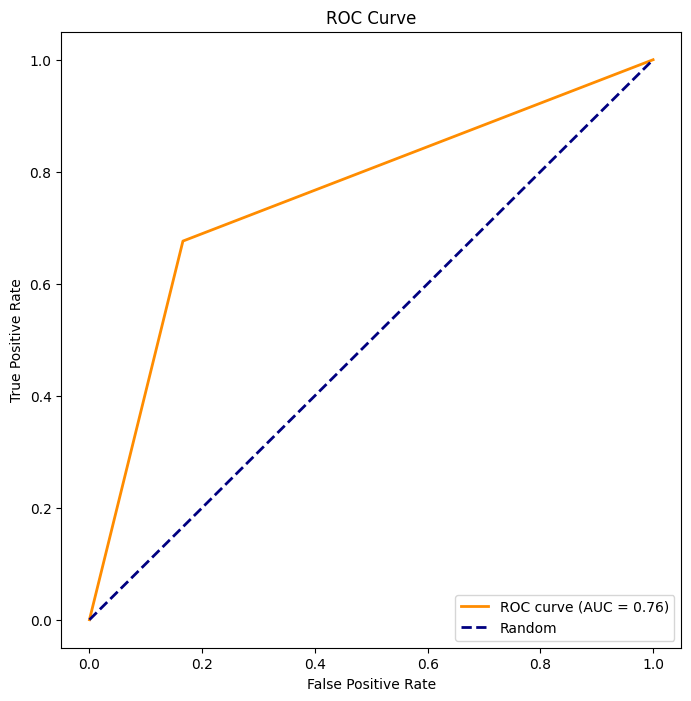 ROC Curve
True Positive Rate
1.0
0.8
0.6
0.4
0.2
0.0
ROC curve (AUC = 0.76)
Random
0.0 0.2 0.4 0.6 0.8 1.0
False Positive Rate